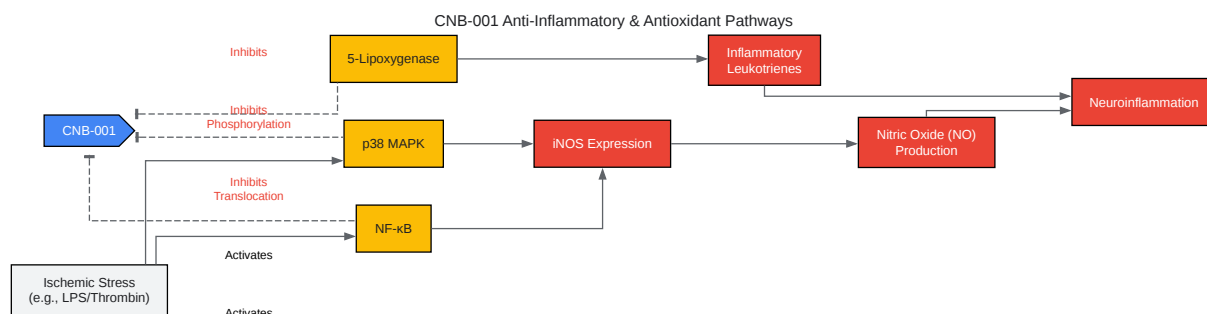 CNB-001 Anti-Inflammatory & Antioxidant Pathways
Inhibits
5-Lipoxygenase
Inflammatory
Leukotrienes
Neuroinflammation
Inhibits
Phosphorylation
CNB-001
p38 MAPK
iNOS Expression
Nitric Oxide (NO)
Production
Inhibits
Translocation
NF-κB
Activates
Ischemic Stress
(e.g., LPS/Thrombin)
Activates